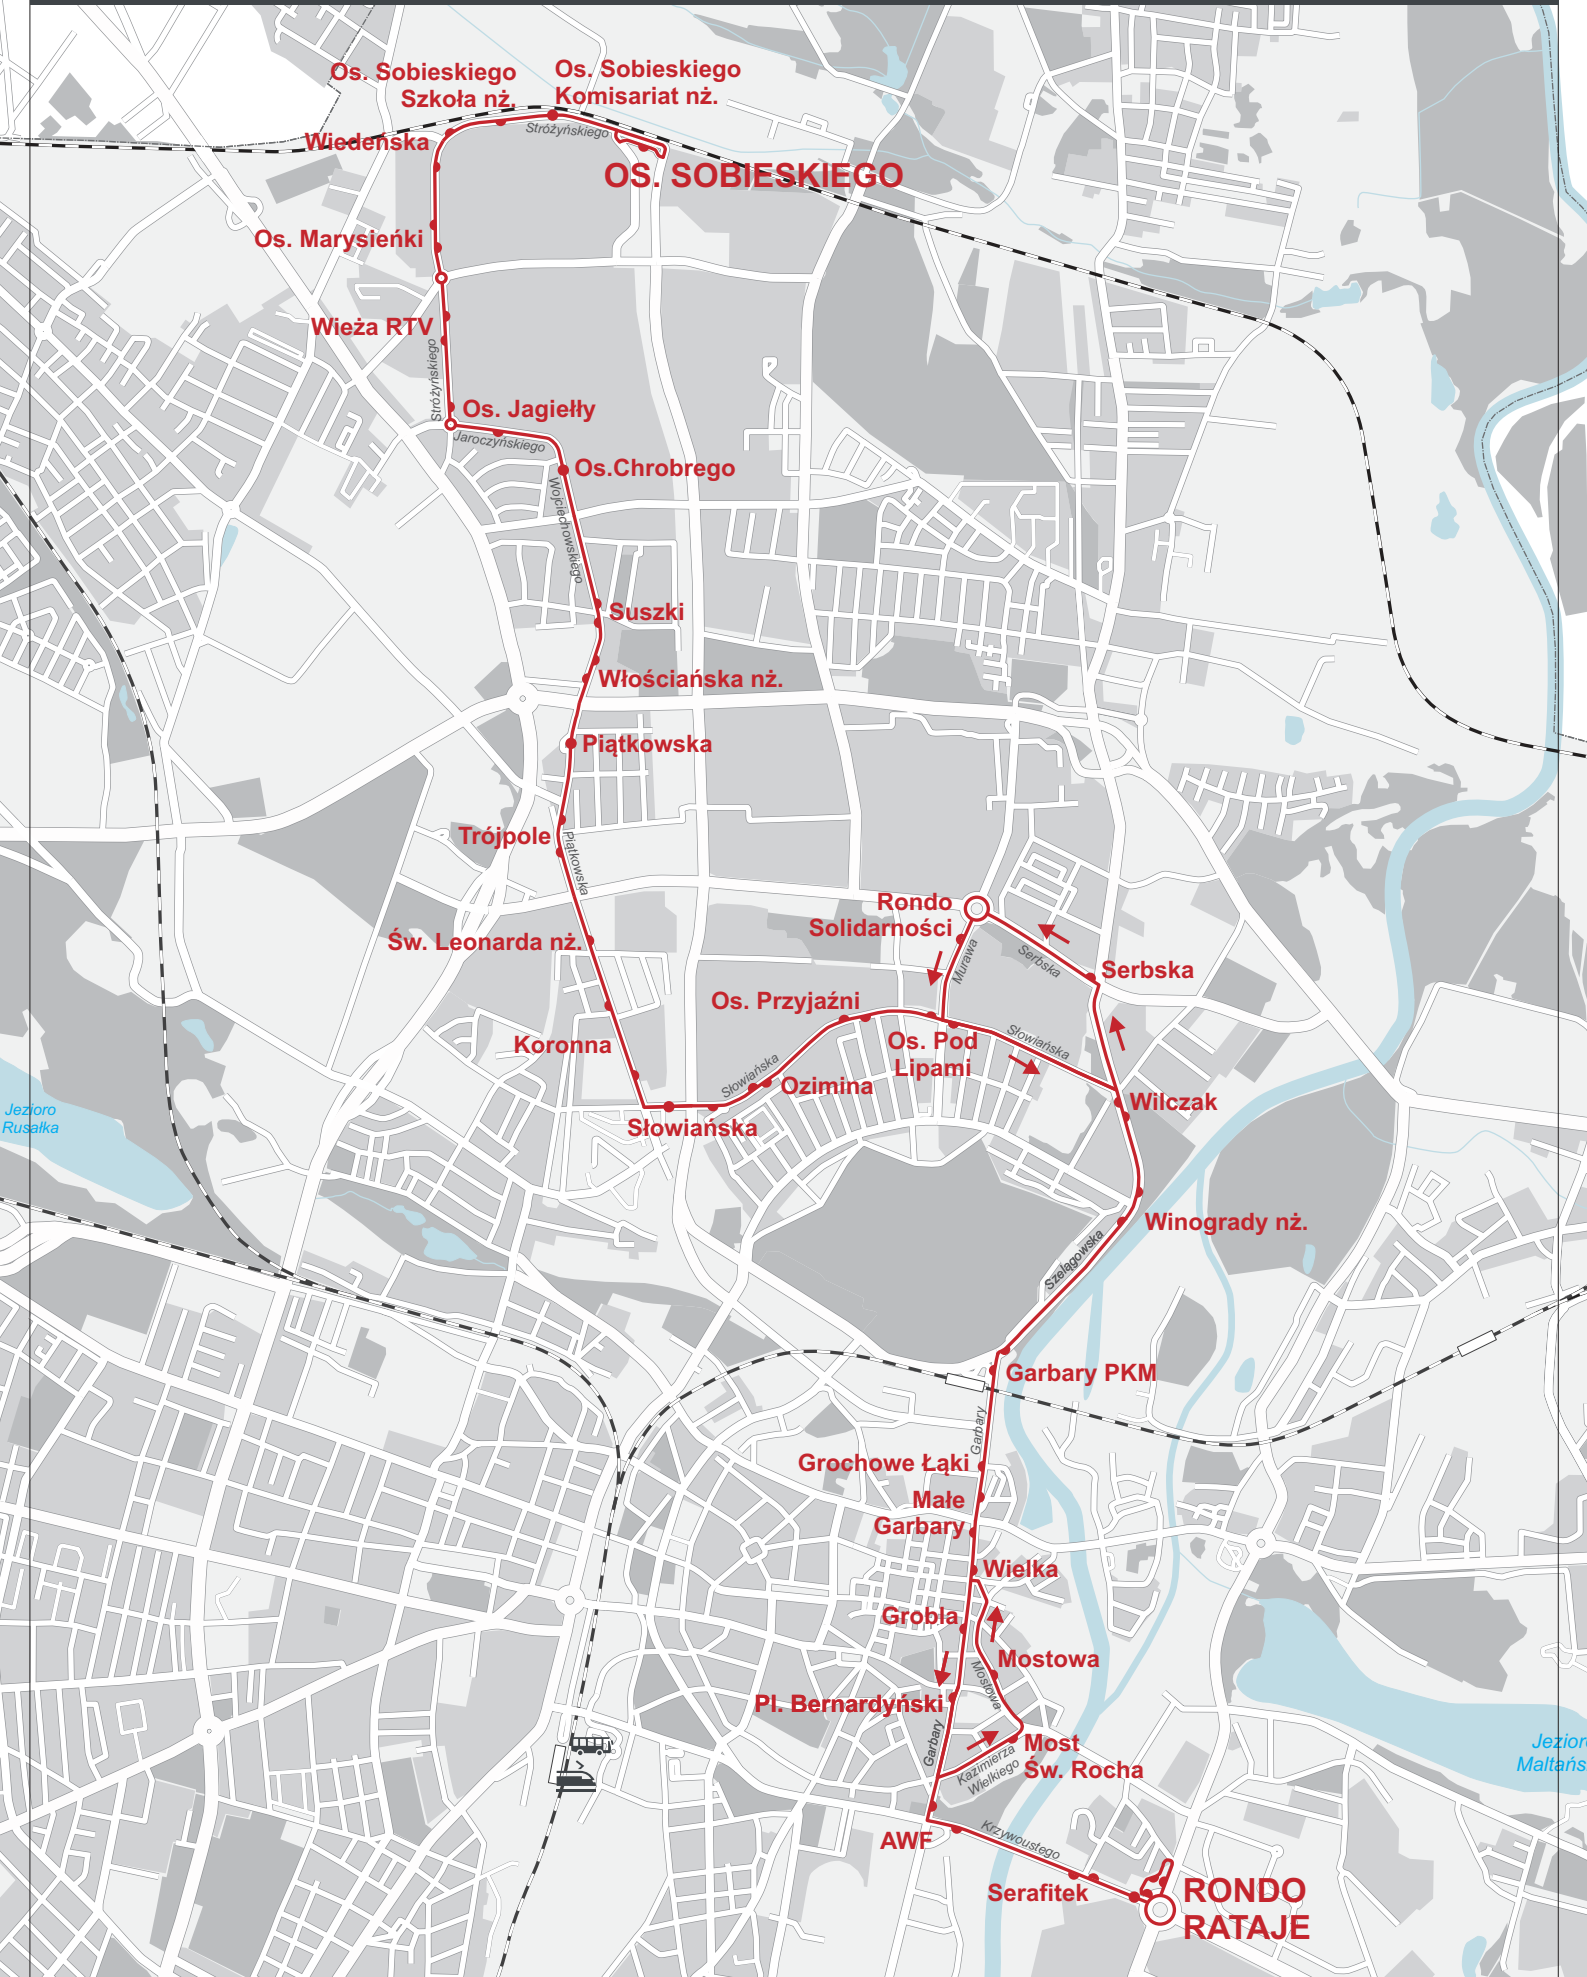 Os. Sobieskiego
Szkoła nż.
Os. Sobieskiego
Komisariat nż.
Stróżyńskiego
Wiedeńska
OS. SOBIESKIEGO
Os. Marysieńki
Wieża RTV
Stróżyńskiego
Os. Jagiełły
Jaroczyńskiego
Os.Chrobrego
Wojciechowskiego
Suszki
Włościańska nż.
Piątkowska
Trójpole
Piątkowska
Rondo
Solidarności
Św. Leonarda nż.
Murawa
Serbska
Serbska
Os. Przyjaźni
Koronna
Os. Pod
Lipami
Słowiańska
Słowiańska
Ozimina
Wilczak
Jezioro
Rusałka
Słowiańska
Winogrady nż.
Szelągowska
Garbary PKM
Garbary
Grochowe Łąki
Małe
Garbary
Wielka
Grobla
Mostowa
Mostowa
Pl. Bernardyński
Garbary
Most
Św. Rocha
Kazimierza
Wielkiego
Jezioro
Maltańs
AWF
Krzywoustego
Serafitek
RONDO
RATAJE